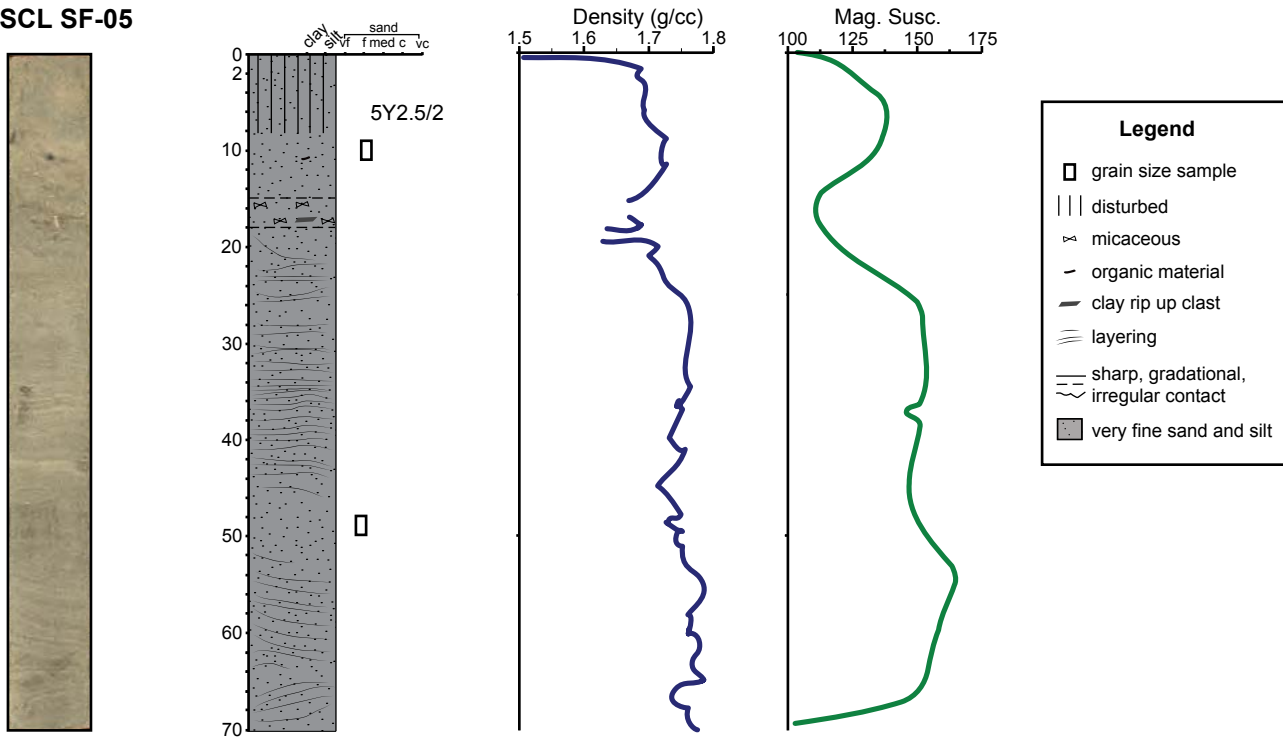 SCL SF-05
clay
silt
sand
vf f med c vc
0
2
10
20
30
40
50
60
70
5Y2.5/2
Density (g/cc)
1.5 1.6 1.7 1.8
Mag. Susc.
100 125 150 175
Legend
grain size sample
disturbed
micaceous
organic material
clay rip up clast
layering
sharp, gradational,
irregular contact
very fine sand and silt